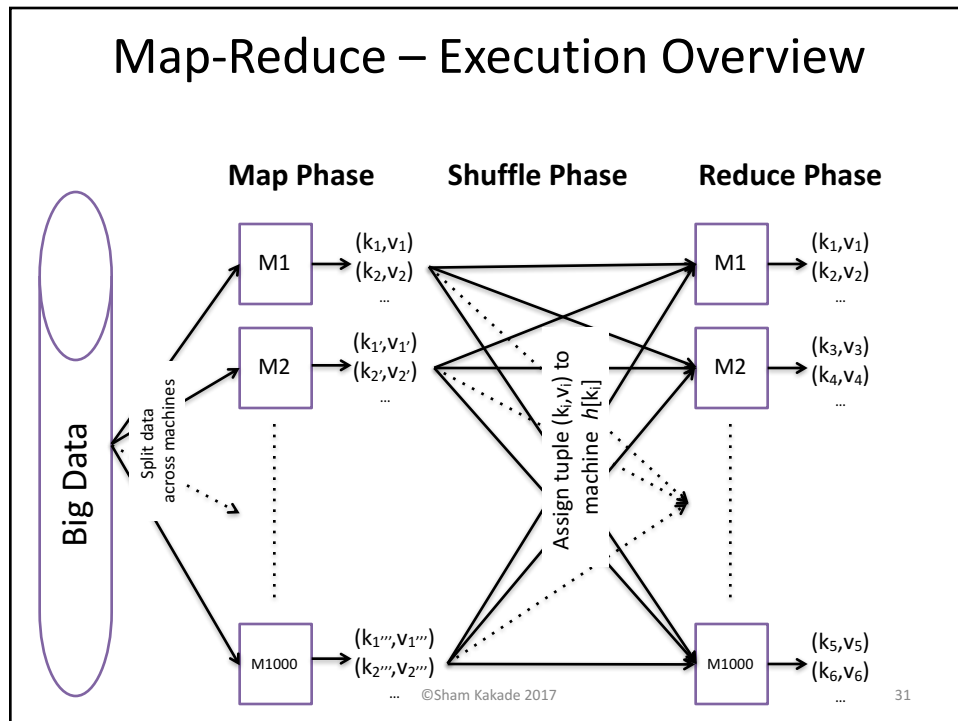 Map-Reduce – Execution Overview
Map Phase
Shuffle Phase
Reduce Phase
Big Data
Split data
across machines
M1
(k₁,v₁)
(k₂,v₂)
...
M2
(k₁′,v₁′)
(k₂′,v₂′)
...
M1000
(k₁‴,v₁‴)
(k₂‴,v₂‴)
...
Assign tuple (kᵢ,vᵢ) to
machine h[kᵢ]
M1
(k₁,v₁)
(k₂,v₂)
...
M2
(k₃,v₃)
(k₄,v₄)
...
M1000
(k₅,v₅)
(k₆,v₆)
...
©Sham Kakade 2017
31